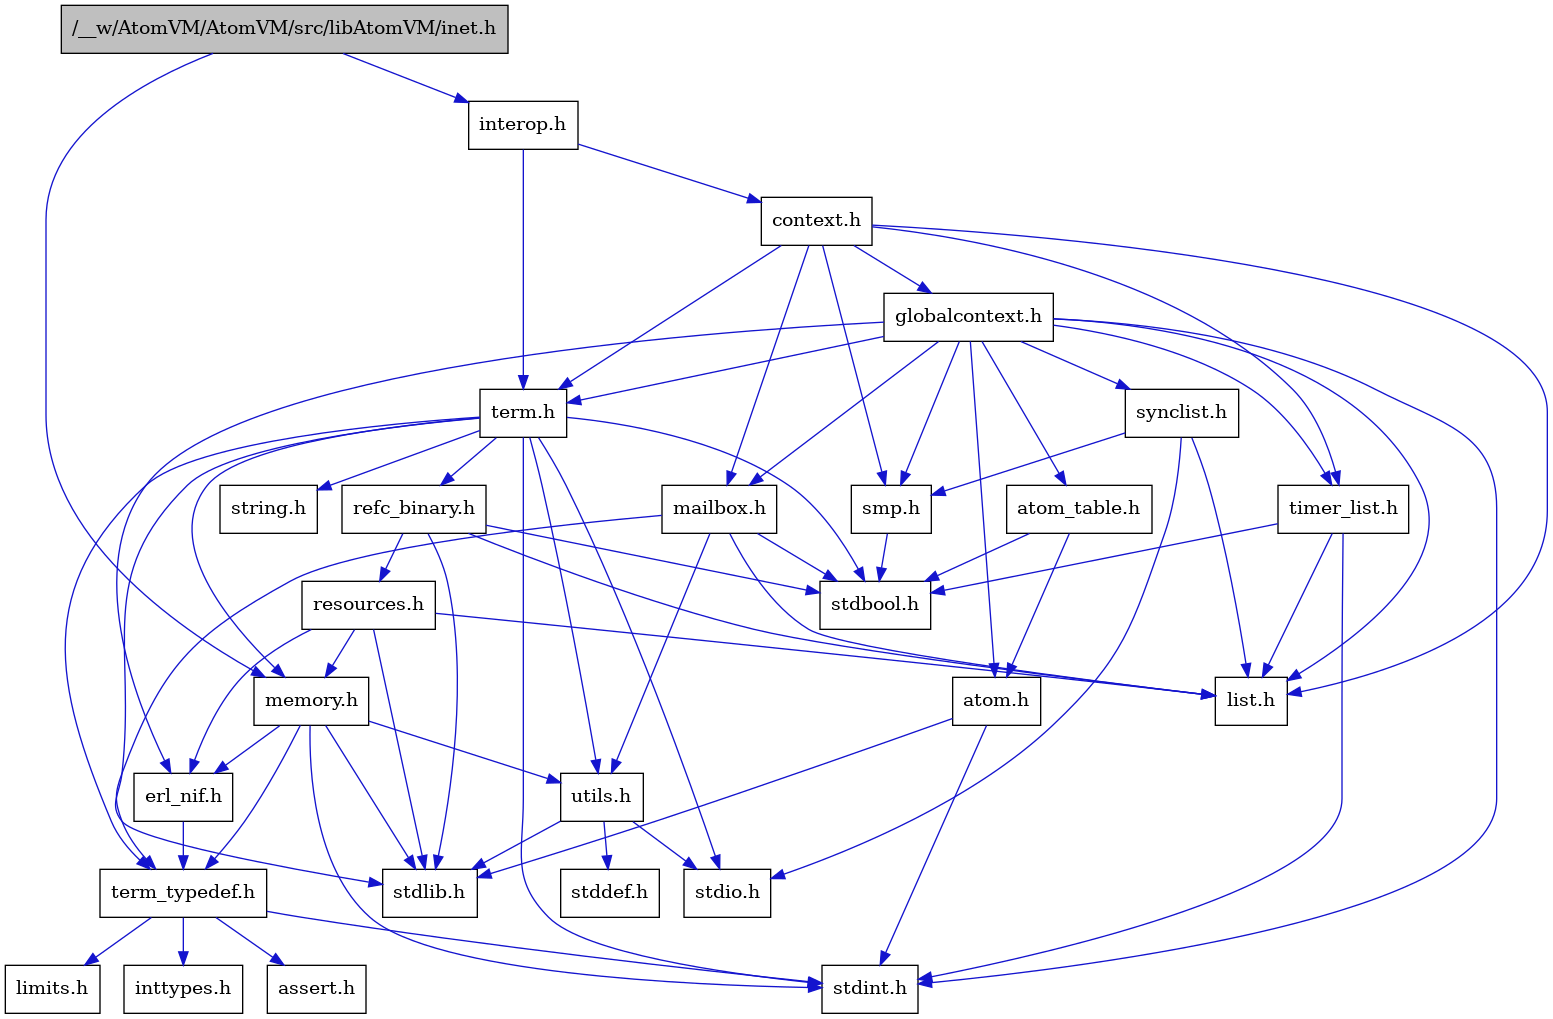 /__w/AtomVM/AtomVM/src/libAtomVM/inet.h
interop.h
context.h
globalcontext.h
term.h
synclist.h
string.h
refc_binary.h
mailbox.h
smp.h
atom_table.h
timer_list.h
resources.h
stdbool.h
memory.h
atom.h
list.h
erl_nif.h
utils.h
term_typedef.h
stdlib.h
stddef.h
stdio.h
limits.h
inttypes.h
assert.h
stdint.h